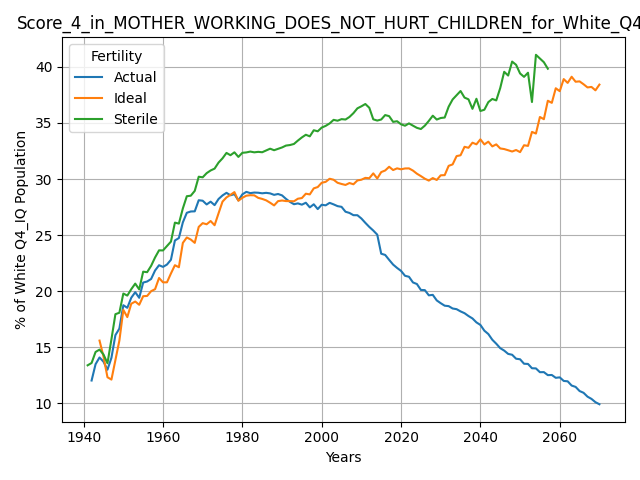 Score_4_in_MOTHER_WORKING_DOES_NOT_HURT_CHILDREN_for_White_Q4
Fertility
Actual
Ideal
Sterile
% of White Q4_IQ Population
40
35
30
25
20
15
10
1940 1960 1980 2000 2020 2040 2060
Years